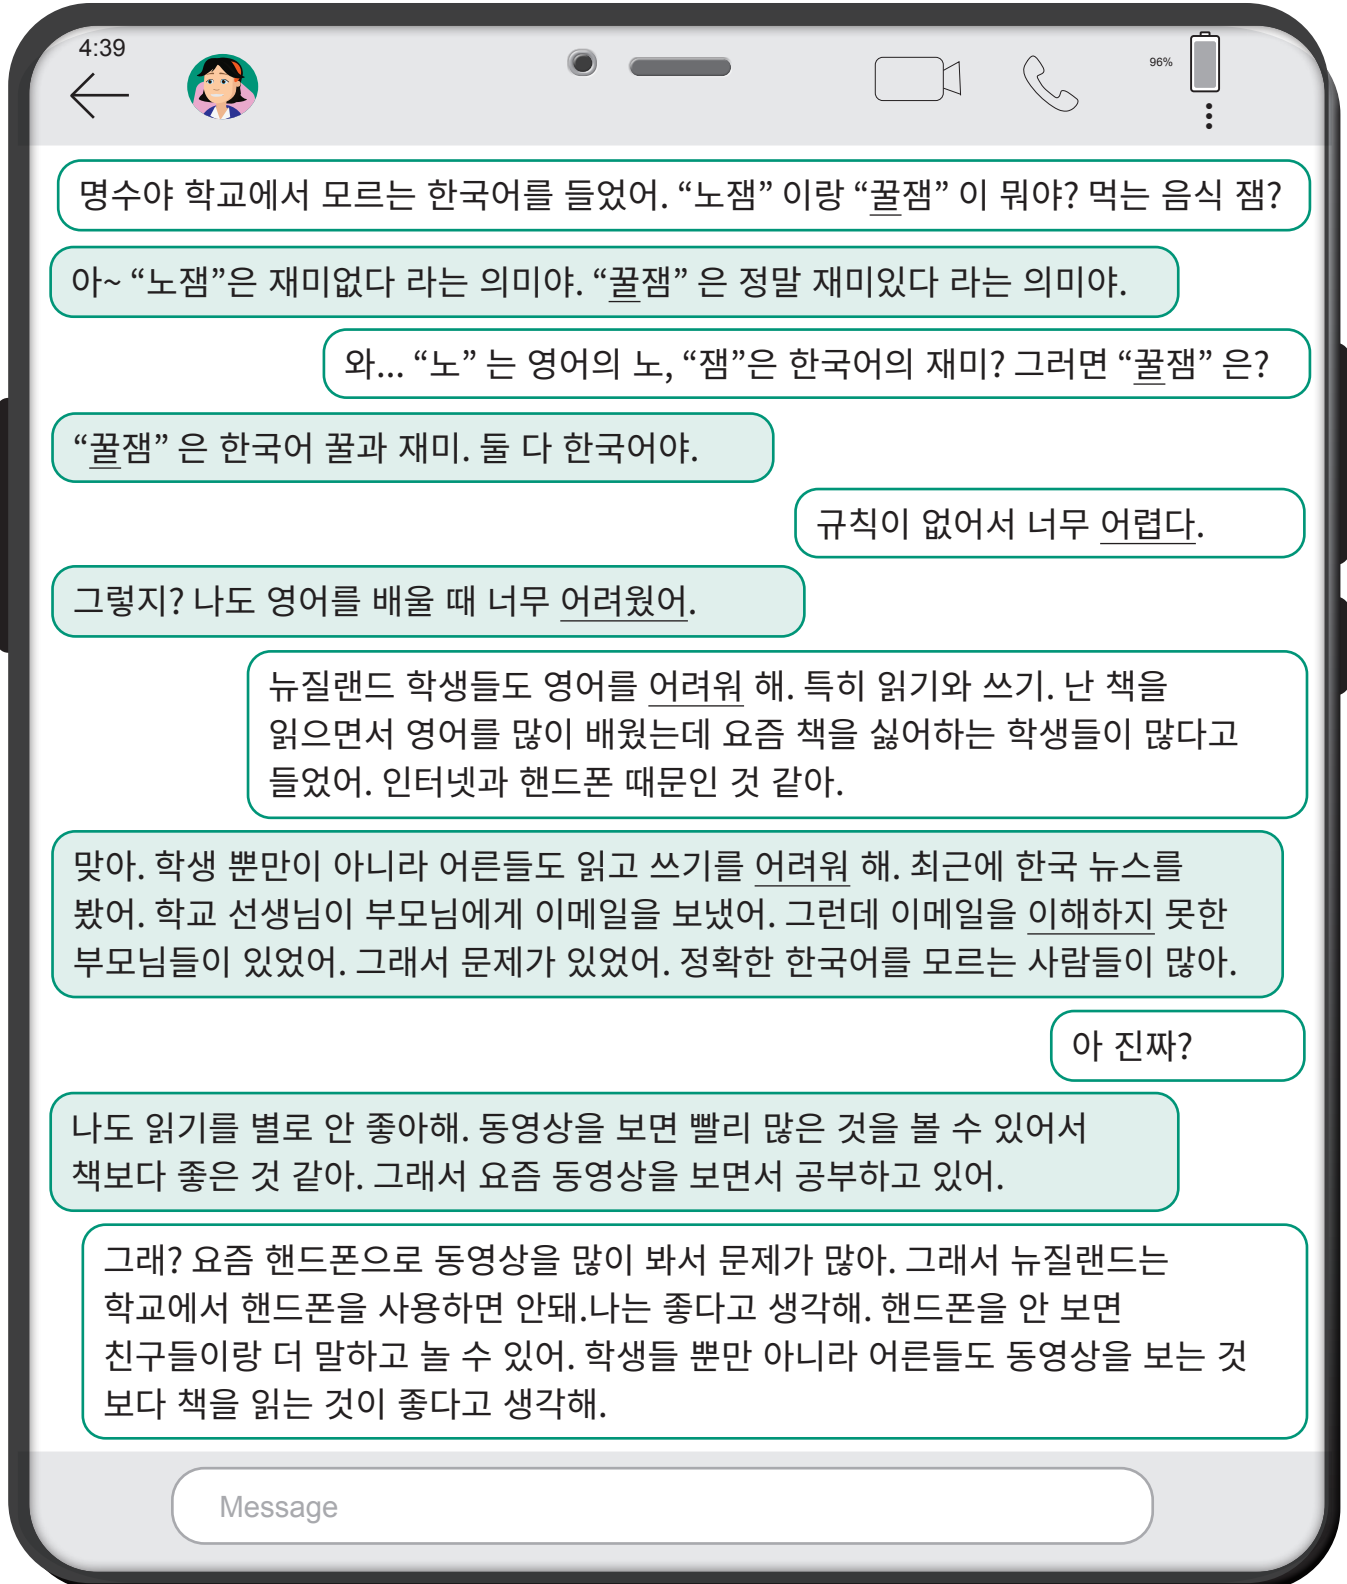 4:39
96%
명수야 학교에서 모르는 한국어를 들었어. “노잼” 이랑 “꿀잼” 이 뭐야? 먹는 음식 잼?
아~ “노잼”은 재미없다 라는 의미야. “꿀잼” 은 정말 재미있다 라는 의미야.
와... “노” 는 영어의 노, “잼”은 한국어의 재미? 그러면 “꿀잼” 은?
“꿀잼” 은 한국어 꿀과 재미. 둘 다 한국어야.
규칙이 없어서 너무 어렵다.
그렇지? 나도 영어를 배울 때 너무 어려웠어.
뉴질랜드 학생들도 영어를 어려워 해. 특히 읽기와 쓰기. 난 책을
읽으면서 영어를 많이 배웠는데 요즘 책을 싫어하는 학생들이 많다고
들었어. 인터넷과 핸드폰 때문인 것 같아.
맞아. 학생 뿐만이 아니라 어른들도 읽고 쓰기를 어려워 해. 최근에 한국 뉴스를
봤어. 학교 선생님이 부모님에게 이메일을 보냈어. 그런데 이메일을 이해하지 못한
부모님들이 있었어. 그래서 문제가 있었어. 정확한 한국어를 모르는 사람들이 많아.
아 진짜?
나도 읽기를 별로 안 좋아해. 동영상을 보면 빨리 많은 것을 볼 수 있어서
책보다 좋은 것 같아. 그래서 요즘 동영상을 보면서 공부하고 있어.
그래? 요즘 핸드폰으로 동영상을 많이 봐서 문제가 많아. 그래서 뉴질랜드는
학교에서 핸드폰을 사용하면 안돼.나는 좋다고 생각해. 핸드폰을 안 보면
친구들이랑 더 말하고 놀 수 있어. 학생들 뿐만 아니라 어른들도 동영상을 보는 것
보다 책을 읽는 것이 좋다고 생각해.
Message